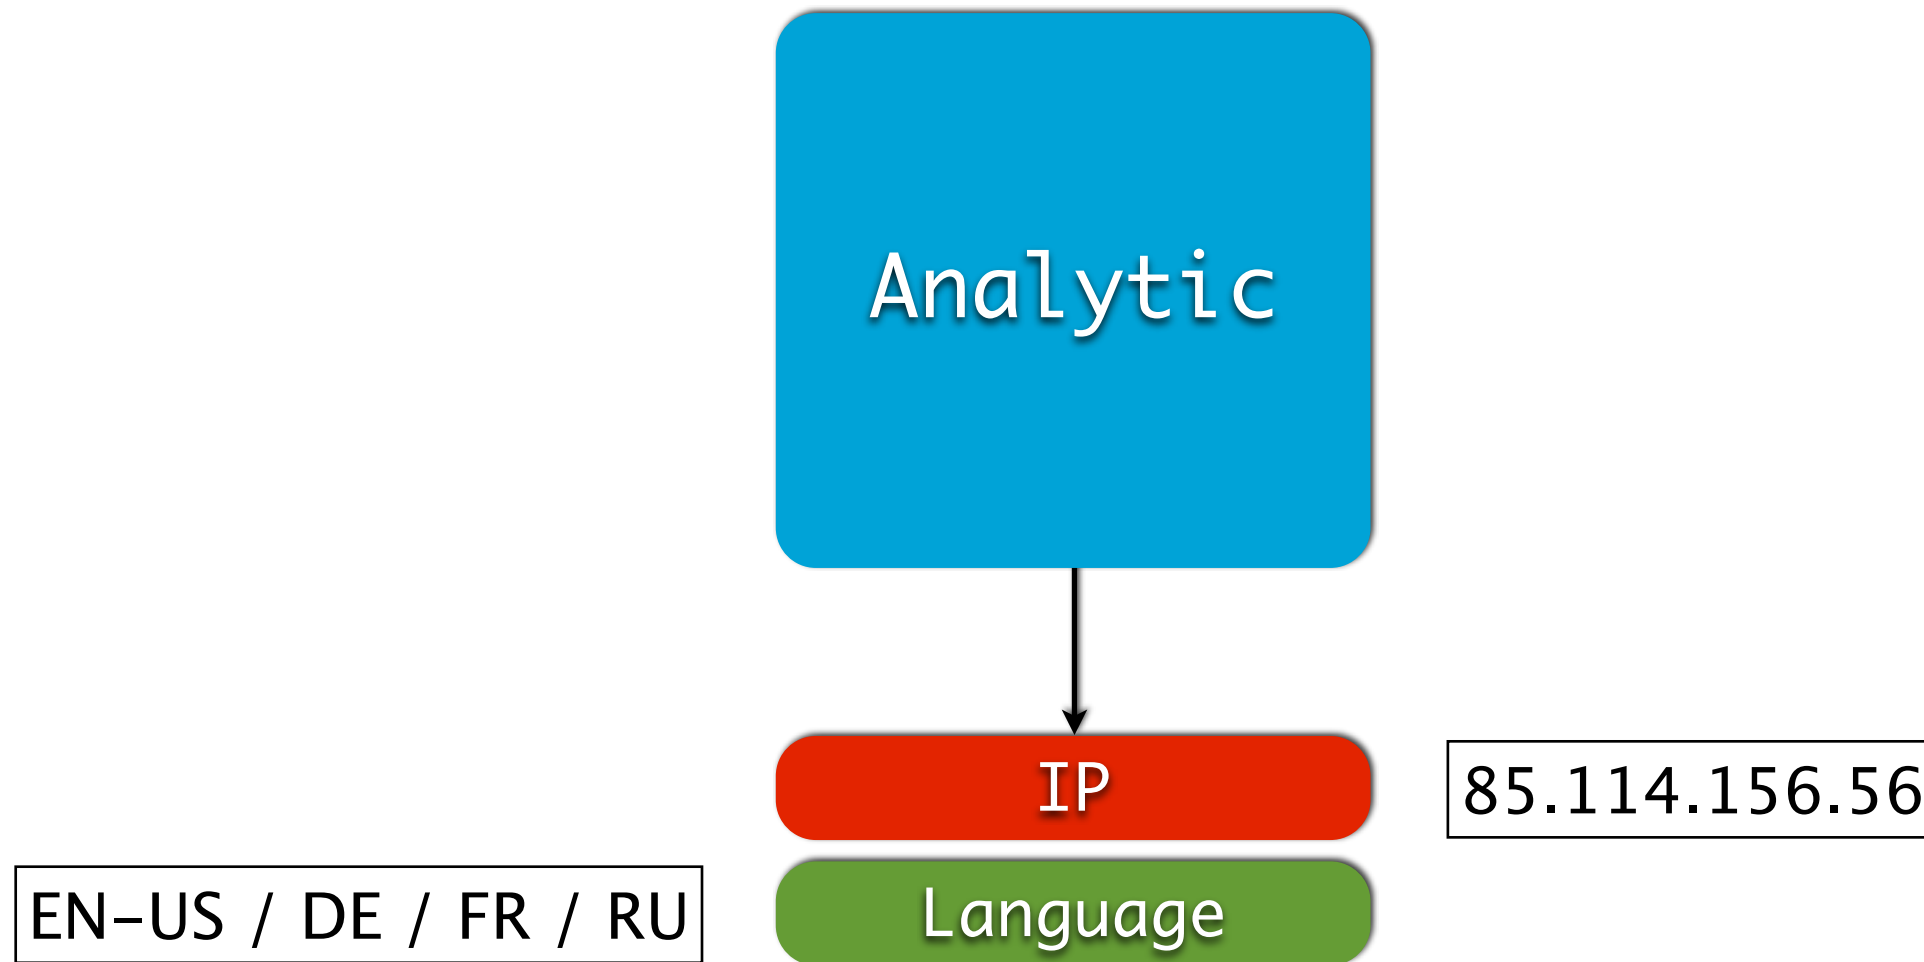 Analytic
IP
85.114.156.56
EN-US / DE / FR / RU
Language